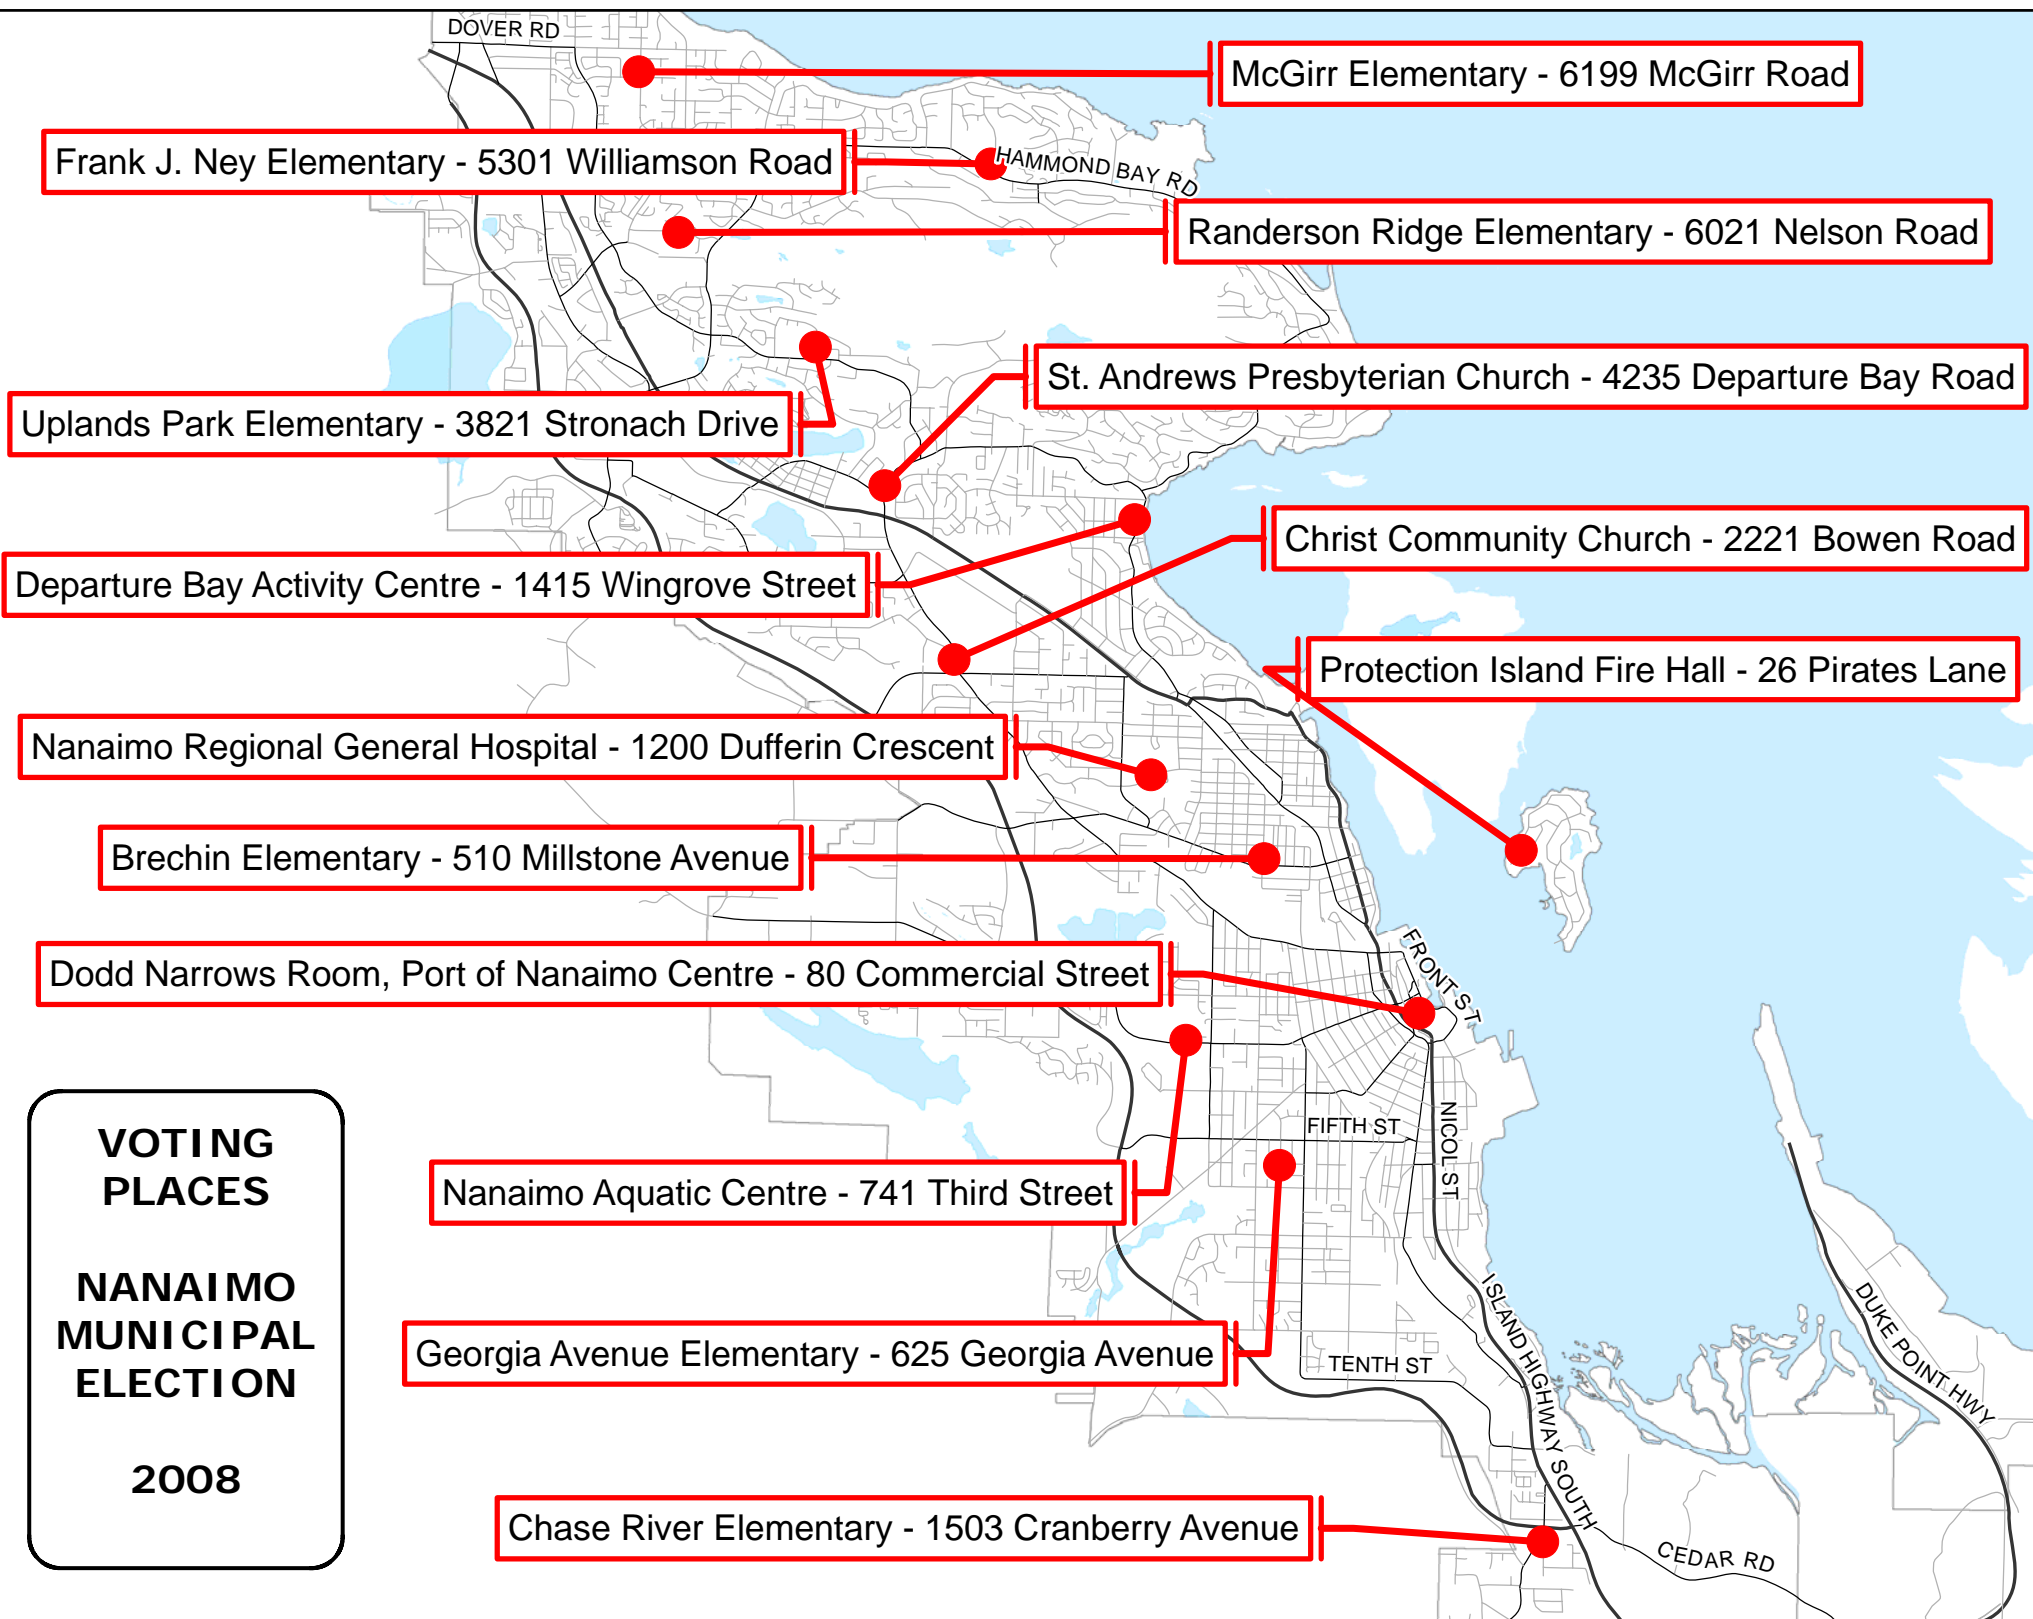 DOVER RD
McGirr Elementary - 6199 McGirr Road
Frank J. Ney Elementary - 5301 Williamson Road
HAMMOND BAY RD
Randerson Ridge Elementary - 6021 Nelson Road
St. Andrews Presbyterian Church - 4235 Departure Bay Road
Uplands Park Elementary - 3821 Stronach Drive
Christ Community Church - 2221 Bowen Road
Departure Bay Activity Centre - 1415 Wingrove Street
Protection Island Fire Hall - 26 Pirates Lane
Nanaimo Regional General Hospital - 1200 Dufferin Crescent
Brechin Elementary - 510 Millstone Avenue
FRONT ST
Dodd Narrows Room, Port of Nanaimo Centre - 80 Commercial Street
FIFTH ST
NICOL ST
Nanaimo Aquatic Centre - 741 Third Street
ISLAND HIGHWAY SOUTH
DUKE POINT HWY
Georgia Avenue Elementary - 625 Georgia Avenue
TENTH ST
Chase River Elementary - 1503 Cranberry Avenue
CEDAR RD
VOTING
PLACES
NANAIMO
MUNICIPAL
ELECTION
2008